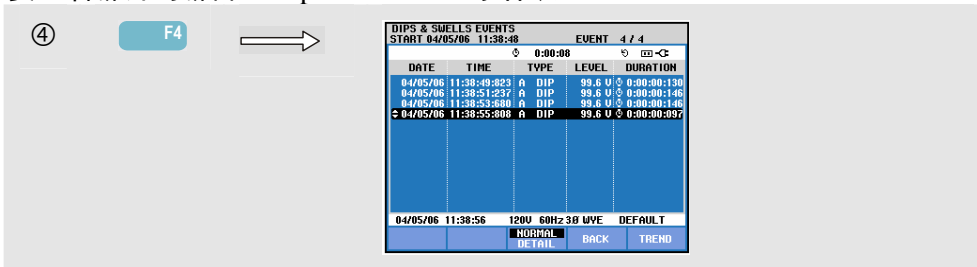 ④ F4
DIPS & SWELLS EVENTS
START 04/05/06 11:38:48 EVENT 4 / 4
0:00:08
DATE TIME TYPE LEVEL DURATION
04/05/06 11:38:49:823 A DIP 99.6 V 0:00:00:130
04/05/06 11:38:51:237 A DIP 99.6 V 0:00:00:146
04/05/06 11:38:53:680 A DIP 99.6 V 0:00:00:146
04/05/06 11:38:55:808 A DIP 99.6 V 0:00:00:097
04/05/06 11:38:56 120V 60Hz 3Ø WYE DEFAULT
NORMAL
DETAIL BACK TREND